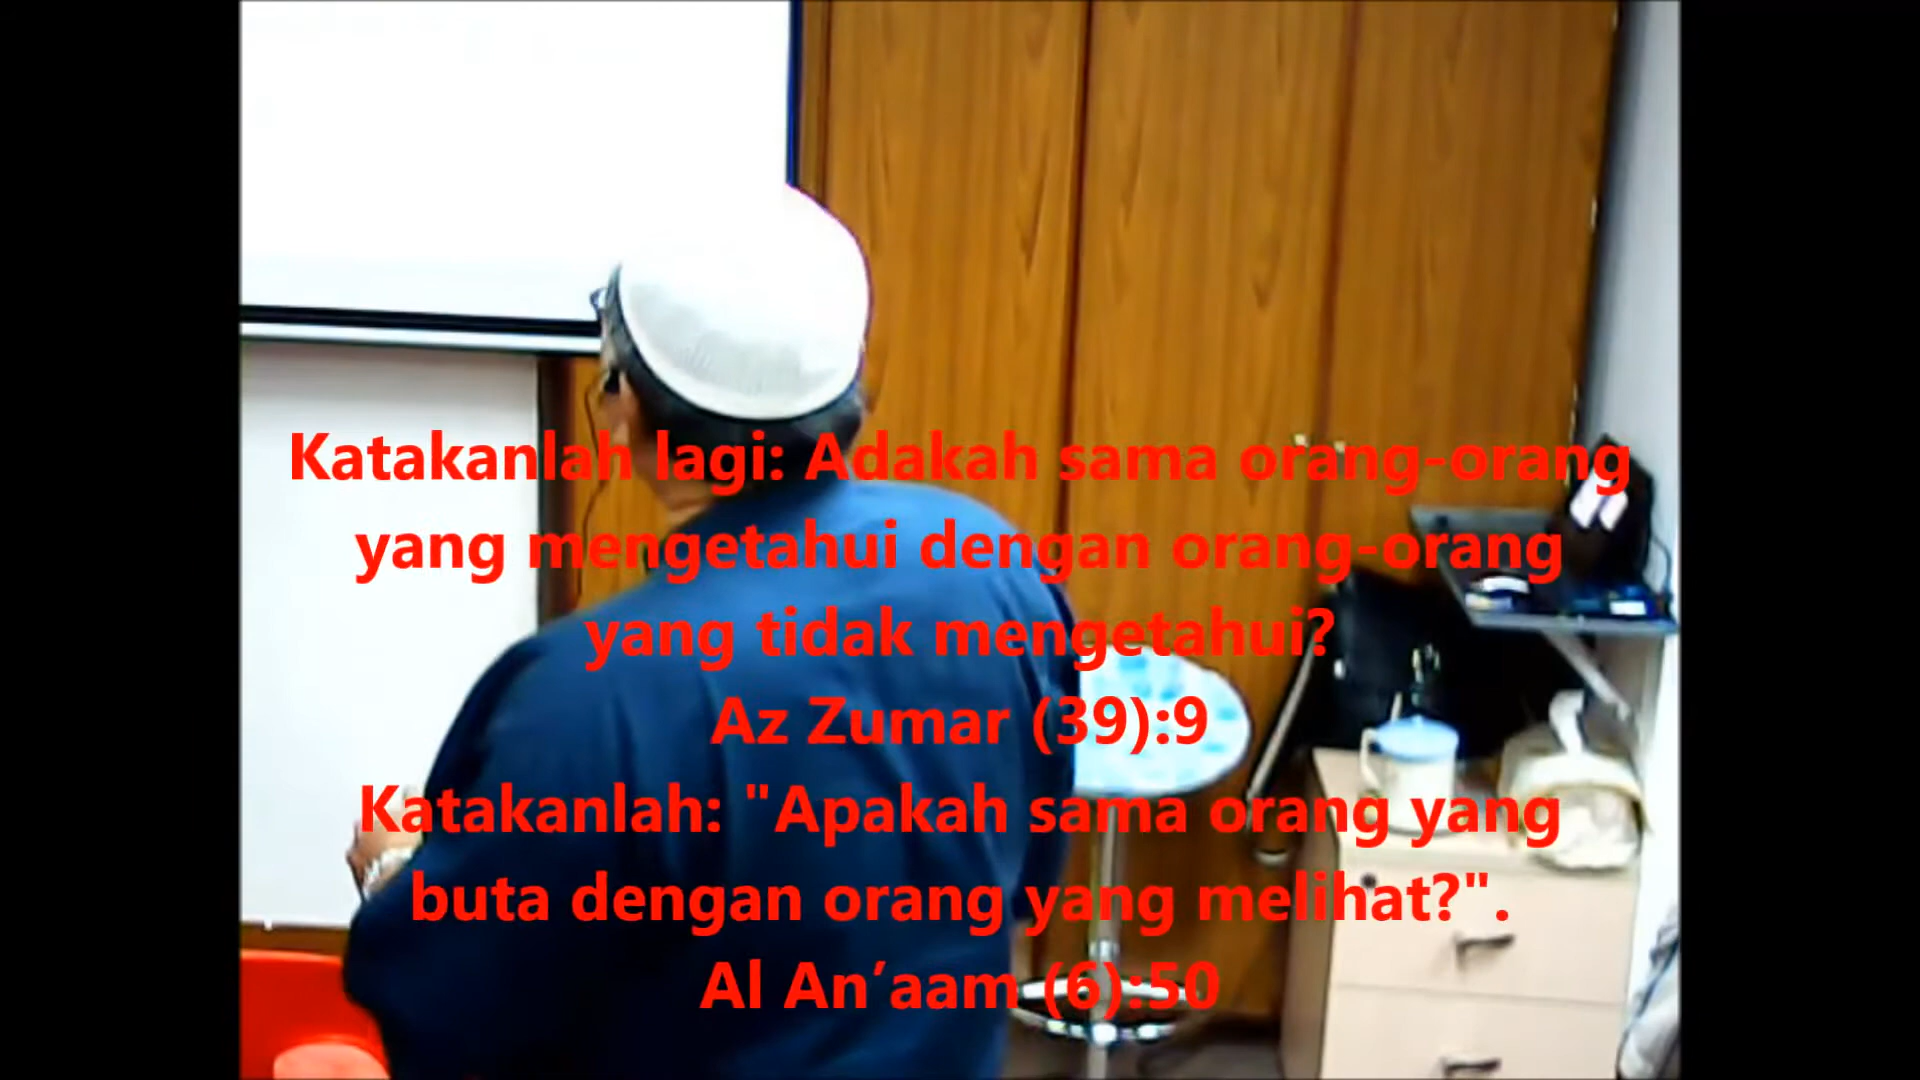 Katakanlah lagi: Adakah sama orang-orang
yang mengetahui dengan orang-orang
yang tidak mengetahui?
Az Zumar (39):9
Katakanlah: "Apakah sama orang yang
buta dengan orang yang melihat?".
Al An’aam (6):50